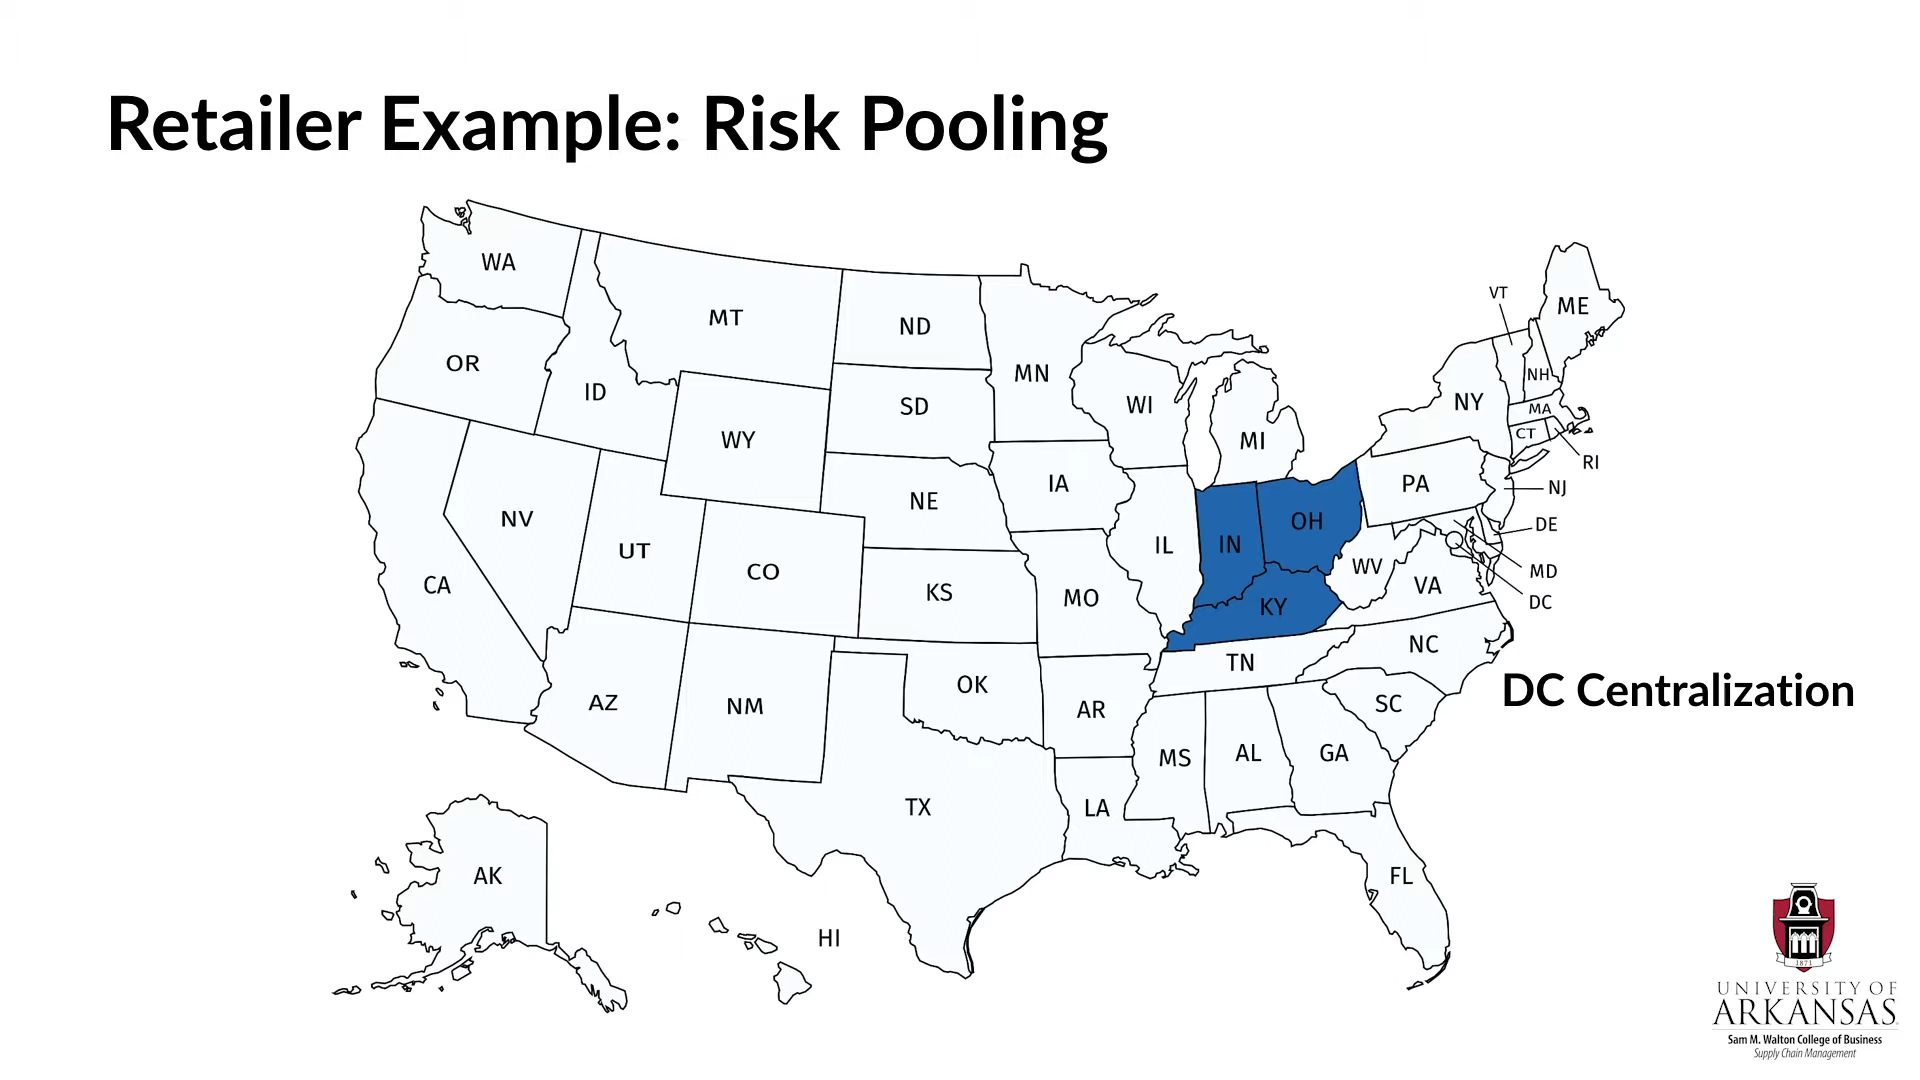 Retailer Example: Risk Pooling
WA
MT
ND
MN
VT
ME
OR
ID
SD
WI
NH
NY
MA
WY
MI
CT
RI
IA
PA
NJ
NE
NV
OH
DE
UT
IL
IN
CO
WV
MD
CA
KS
MO
VA
DC
KY
NC
TN
DC Centralization
OK
AZ
NM
AR
SC
MS
AL
GA
TX
LA
AK
FL
HI
1871
UNIVERSITY OF
ARKANSAS
Sam M. Walton College of Business
Supply Chain Management